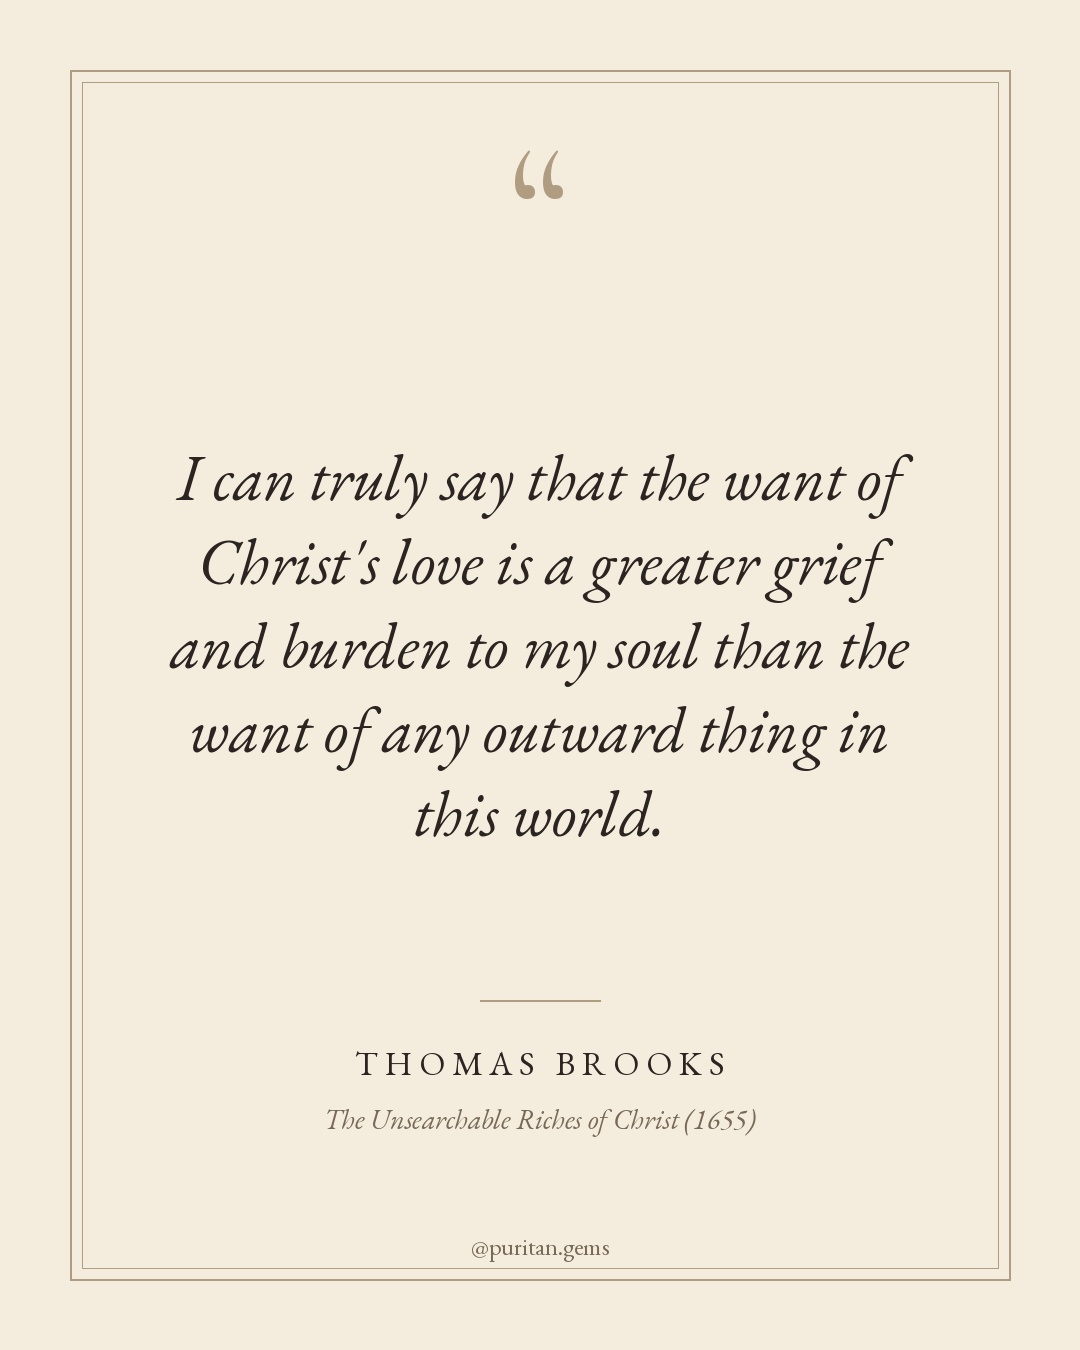 “
I can truly say that the want of
Christ's love is a greater grief
and burden to my soul than the
want of any outward thing in
this world.
THOMAS BROOKS
The Unsearchable Riches of Christ (1655)
@puritan.gems